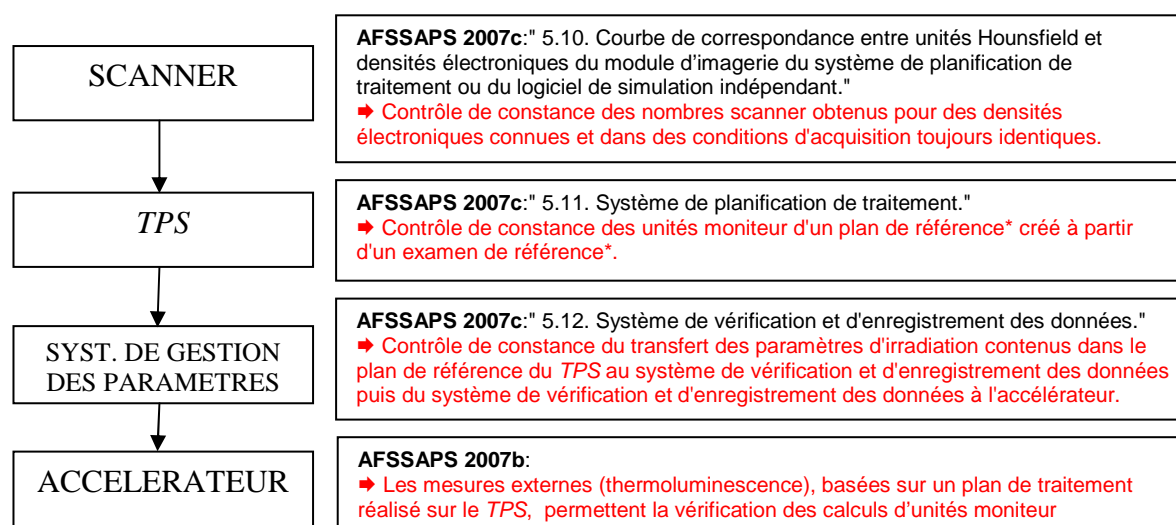 SCANNER
AFSSAPS 2007c:" 5.10. Courbe de correspondance entre unités Hounsfield et
densités électroniques du module d'imagerie du système de planification de
traitement ou du logiciel de simulation indépendant."
➨ Contrôle de constance des nombres scanner obtenus pour des densités
électroniques connues et dans des conditions d'acquisition toujours identiques.
TPS
AFSSAPS 2007c:" 5.11. Système de planification de traitement."
➨ Contrôle de constance des unités moniteur d'un plan de référence* créé à partir
d'un examen de référence*.
SYST. DE GESTION
DES PARAMETRES
AFSSAPS 2007c:" 5.12. Système de vérification et d'enregistrement des données."
➨ Contrôle de constance du transfert des paramètres d'irradiation contenus dans le
plan de référence du TPS au système de vérification et d'enregistrement des données
puis du système de vérification et d'enregistrement des données à l'accélérateur.
ACCELERATEUR
AFSSAPS 2007b:
➨ Les mesures externes (thermoluminescence), basées sur un plan de traitement
réalisé sur le TPS, permettent la vérification des calculs d'unités moniteur